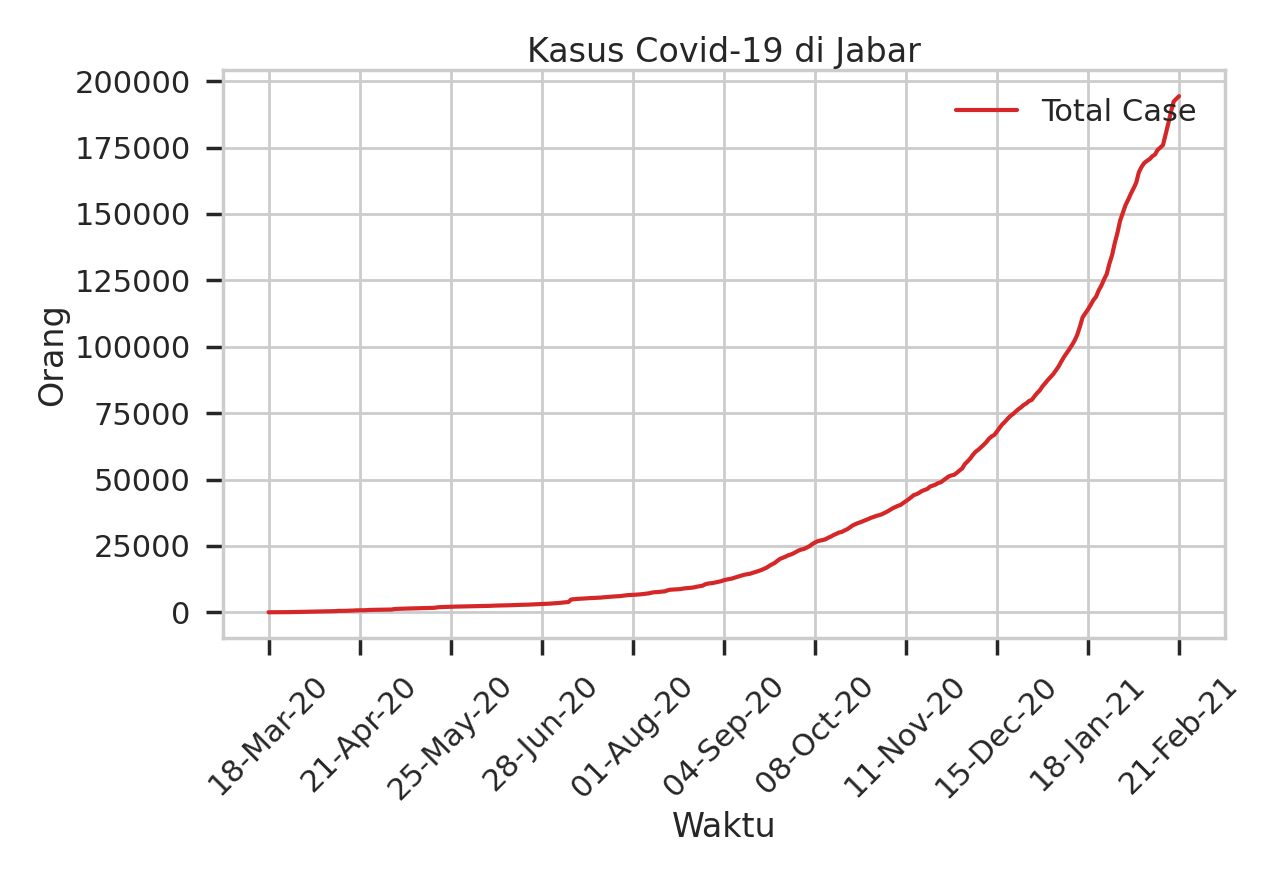 Kasus Covid-19 di Jabar
Total Case
200000
175000
150000
125000
100000
75000
50000
25000
0
Orang
18-Mar-20
21-Apr-20
25-May-20
28-Jun-20
01-Aug-20
04-Sep-20
08-Oct-20
11-Nov-20
15-Dec-20
18-Jan-21
21-Feb-21
Waktu